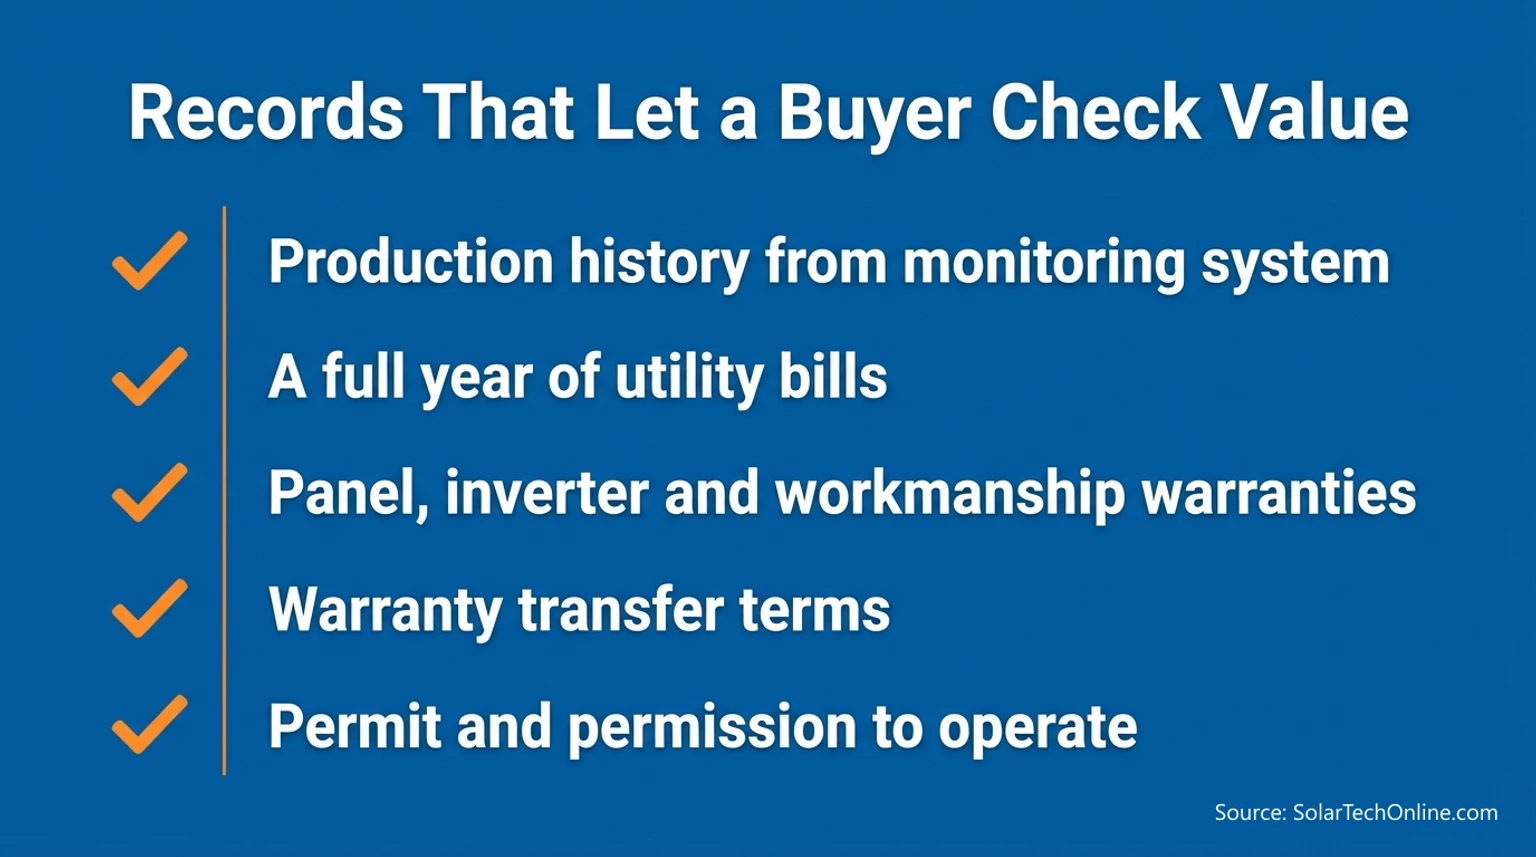 Records That Let a Buyer Check Value
Production history from monitoring system
A full year of utility bills
Panel, inverter and workmanship warranties
Warranty transfer terms
Permit and permission to operate
Source: SolarTechOnline.com